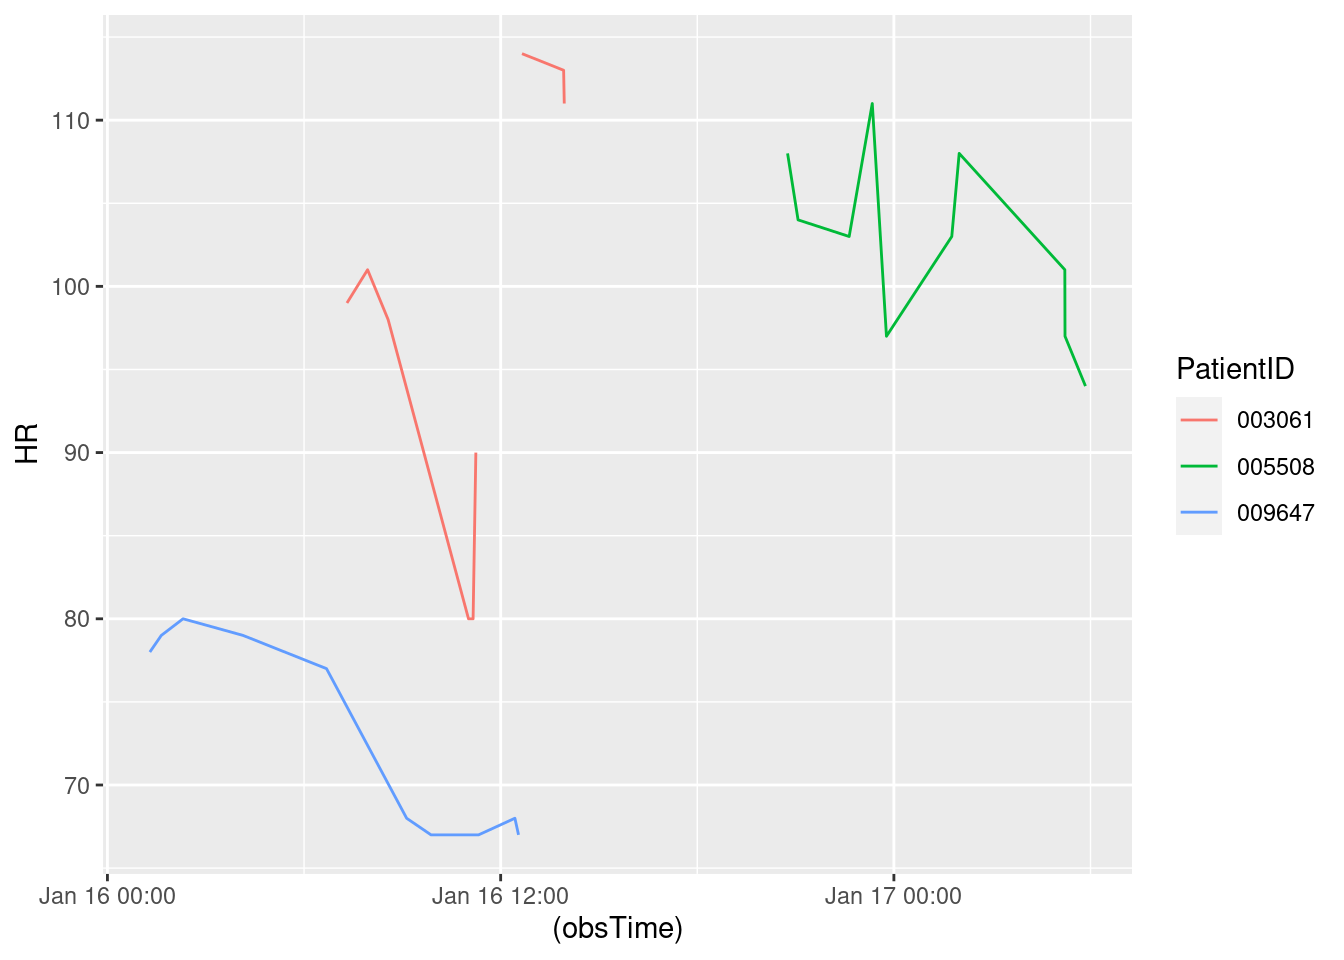 110
100
90
80
70
HR
Jan 16 00:00
Jan 16 12:00
Jan 17 00:00
(obsTime)
PatientID
003061
005508
009647